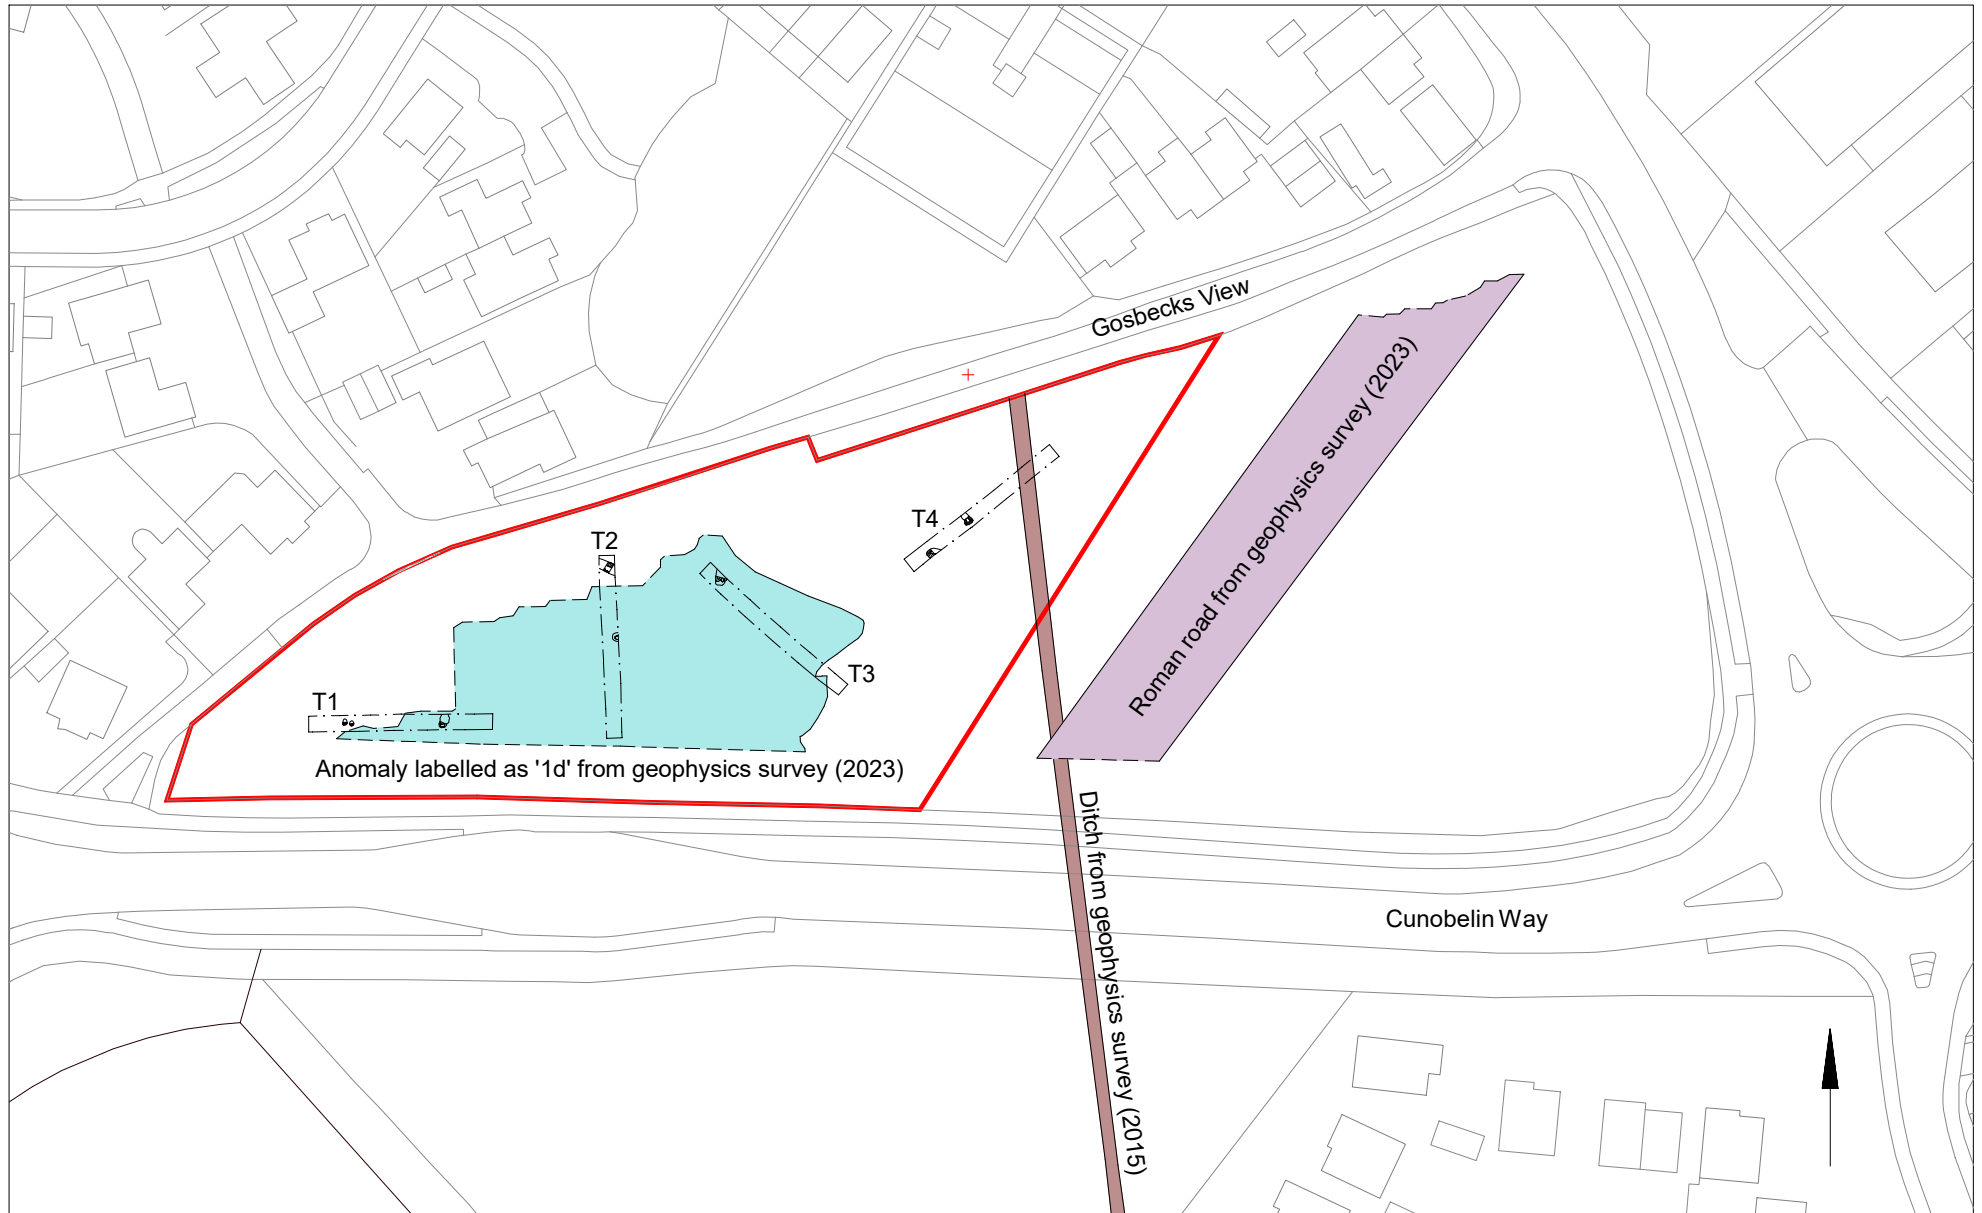 Gosbecks View
Roman road from geophysics survey (2023)
T4
T2
T3
T1
Anomaly labelled as '1d' from geophysics survey (2023)
Ditch from geophysics survey (2015)
Cunobelin Way